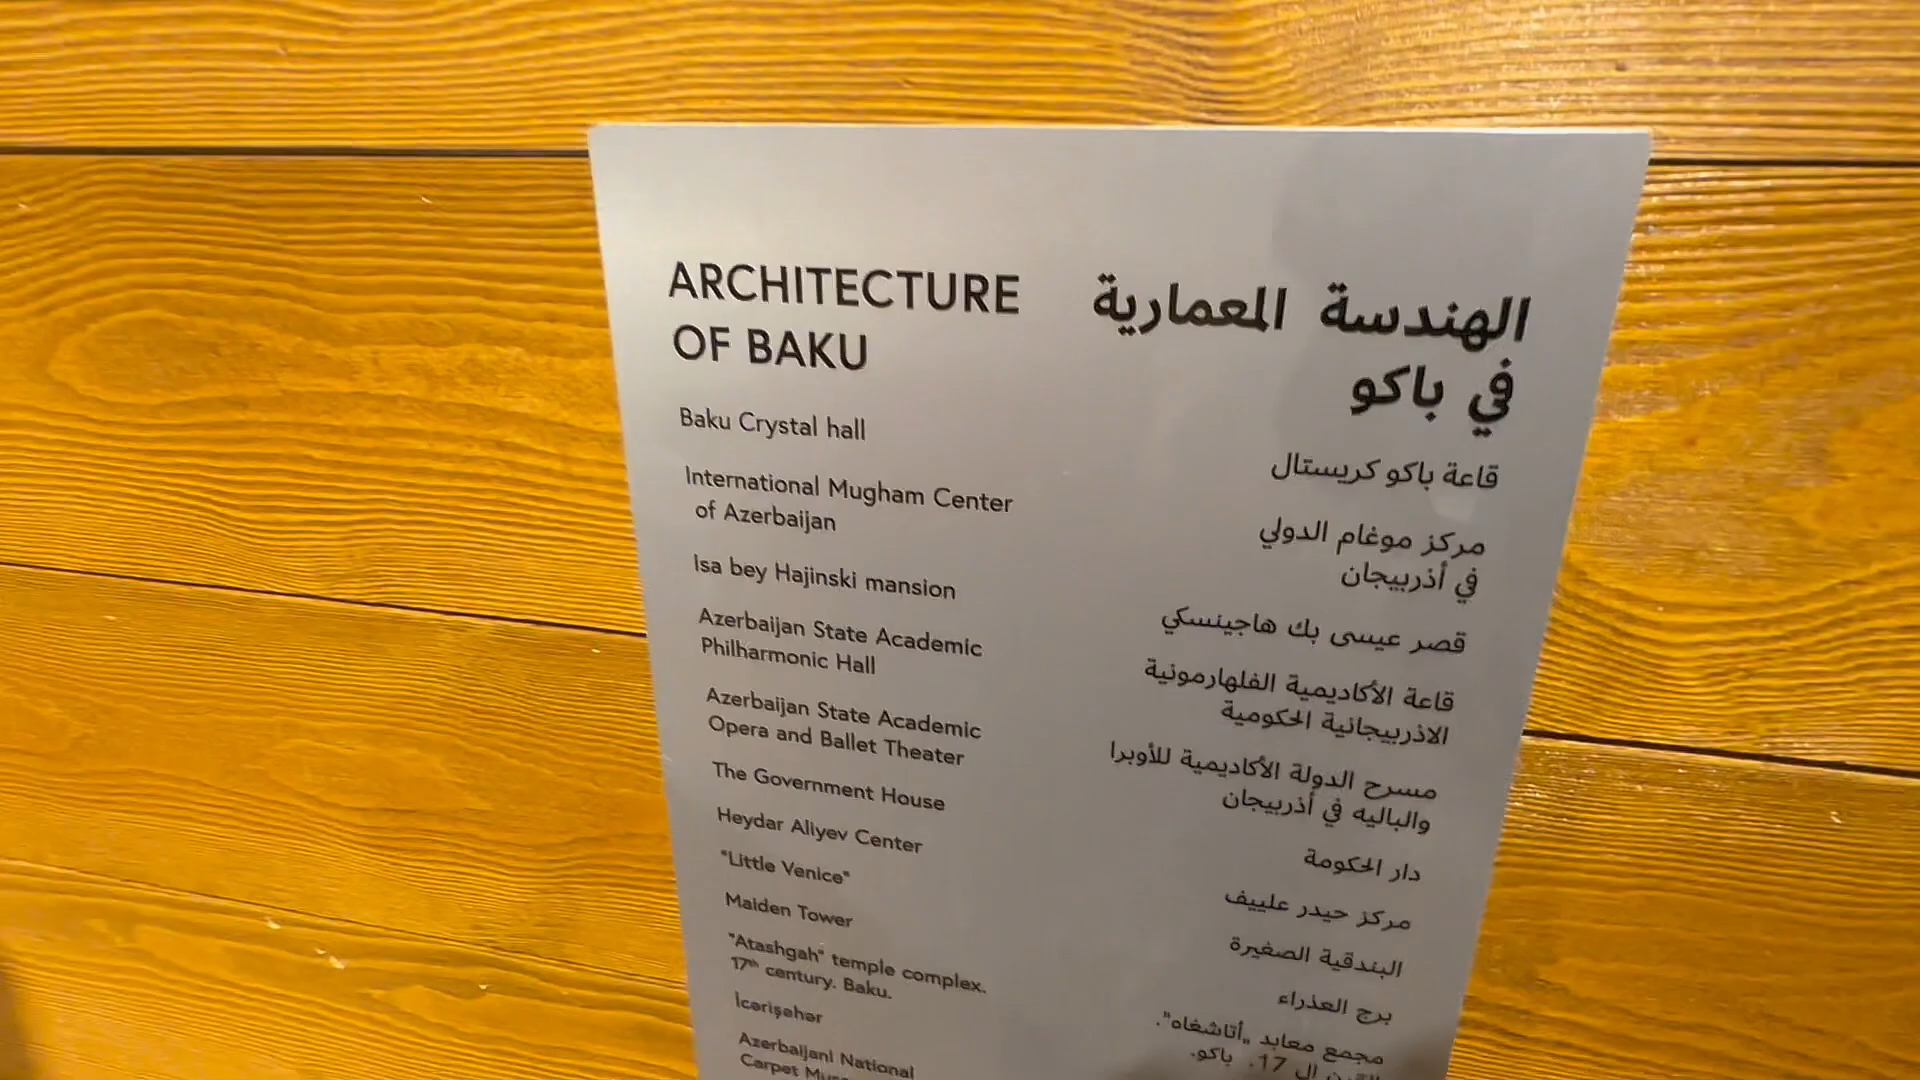 ARCHITECTURE
OF BAKU
Baku Crystal hall
International Mugham Center
of Azerbaijan
Isa bey Hajinski mansion
Azerbaijan State Academic
Philharmonic Hall
Azerbaijan State Academic
Opera and Ballet Theater
The Government House
Heydar Aliyev Center
"Little Venice"
Maiden Tower
"Atashgah" temple complex.
17th century. Baku.
İcərişəhər
Azerbaijani National
Carpet
الهندسة المعمارية
في باكو
قاعة باكو كريستال
مركز موغام الدولي
في أذربيجان
قصر عيسى بك هاجينسكي
قاعة الأكاديمية الفلهارمونية
الاذربيجانية الحكومية
مسرح الدولة الأكاديمية للأوبرا
والباليه في أذربيجان
دار الحكومة
مركز حيدر علييف
البندقية الصغيرة
برج العذراء
مجمع معابد „أتاشغاه".
ال 17. باكو.